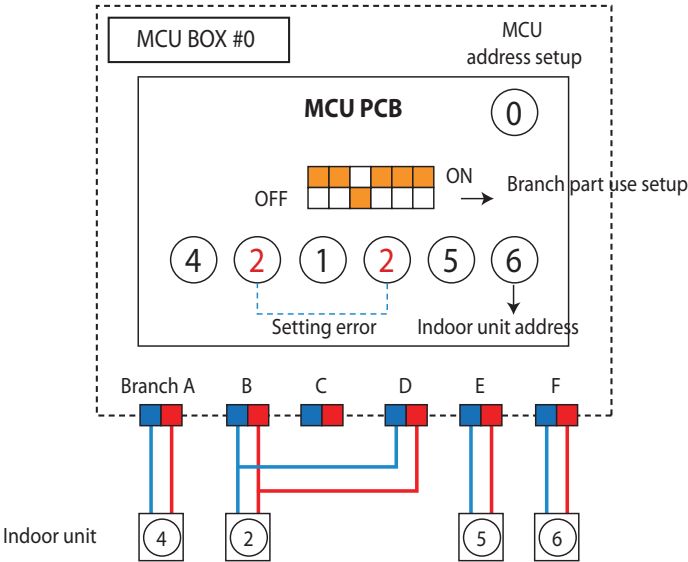 MCU BOX #0
MCU
address setup
MCU PCB
0
OFF
ON
Branch part use setup
4 2 1 2 5 6
Setting error
Indoor unit address
Branch A B C D E F
Indoor unit
4 2 5 6